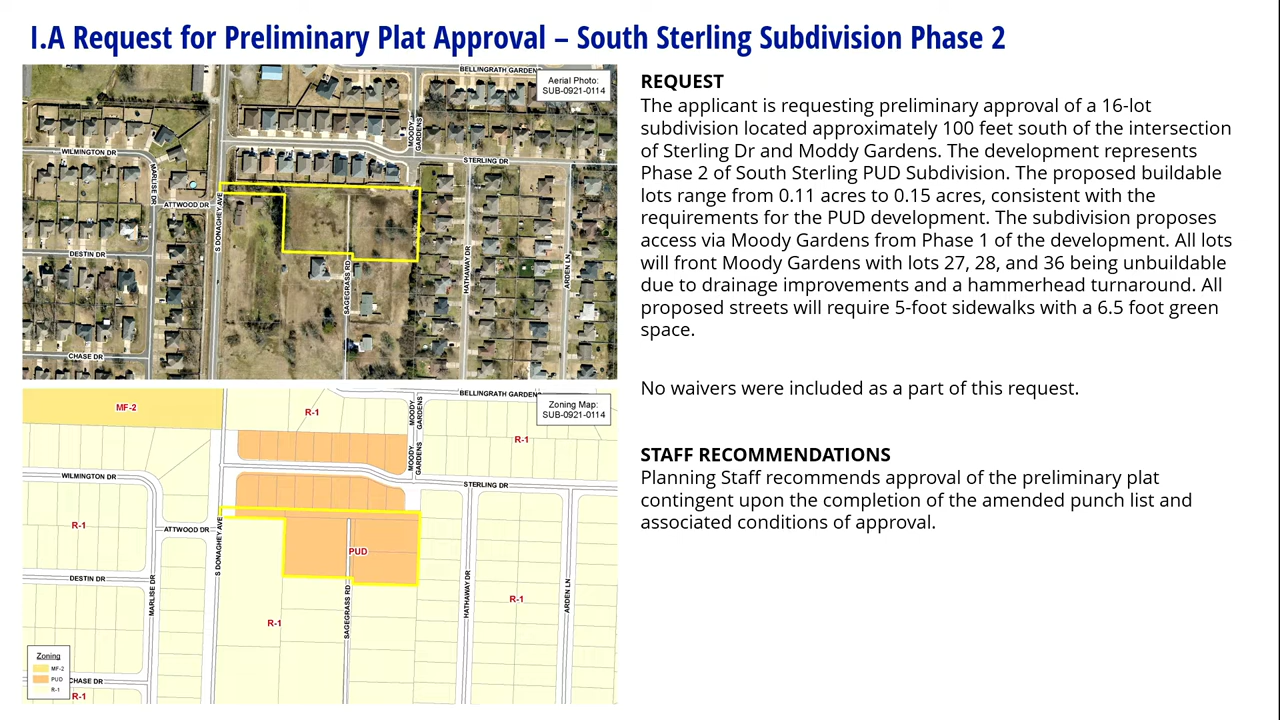 I.A Request for Preliminary Plat Approval – South Sterling Subdivision Phase 2
BELLINGRATH GARDENS
Aerial Photo:
SUB-0921-0114
MOODY
GARDENS
WILMINGTON DR
STERLING DR
MARLISE DR
ATTWOOD DR
S DONAGHEY AVE
DESTIN DR
SAGEGRASS RD
HATHAWAY DR
ARDEN LN
CHASE DR
MF-2
R-1
BELLINGRATH GARDENS
Zoning Map:
SUB-0921-0114
MOODY
GARDENS
R-1
MOODY
GARDENS
WILMINGTON DR
STERLING DR
R-1
ATTWOOD DR
S DONAGHEY AVE
PUD
DESTIN DR
MARLISE DR
SAGEGRASS RD
HATHAWAY DR
ARDEN LN
R-1
R-1
Zoning
MF-2
PUD
R-1
CHASE DR
R-1
REQUEST
The applicant is requesting preliminary approval of a 16-lot
subdivision located approximately 100 feet south of the intersection
of Sterling Dr and Moddy Gardens. The development represents
Phase 2 of South Sterling PUD Subdivision. The proposed buildable
lots range from 0.11 acres to 0.15 acres, consistent with the
requirements for the PUD development. The subdivision proposes
access via Moody Gardens from Phase 1 of the development. All lots
will front Moody Gardens with lots 27, 28, and 36 being unbuildable
due to drainage improvements and a hammerhead turnaround. All
proposed streets will require 5-foot sidewalks with a 6.5 foot green
space.
No waivers were included as a part of this request.
STAFF RECOMMENDATIONS
Planning Staff recommends approval of the preliminary plat
contingent upon the completion of the amended punch list and
associated conditions of approval.